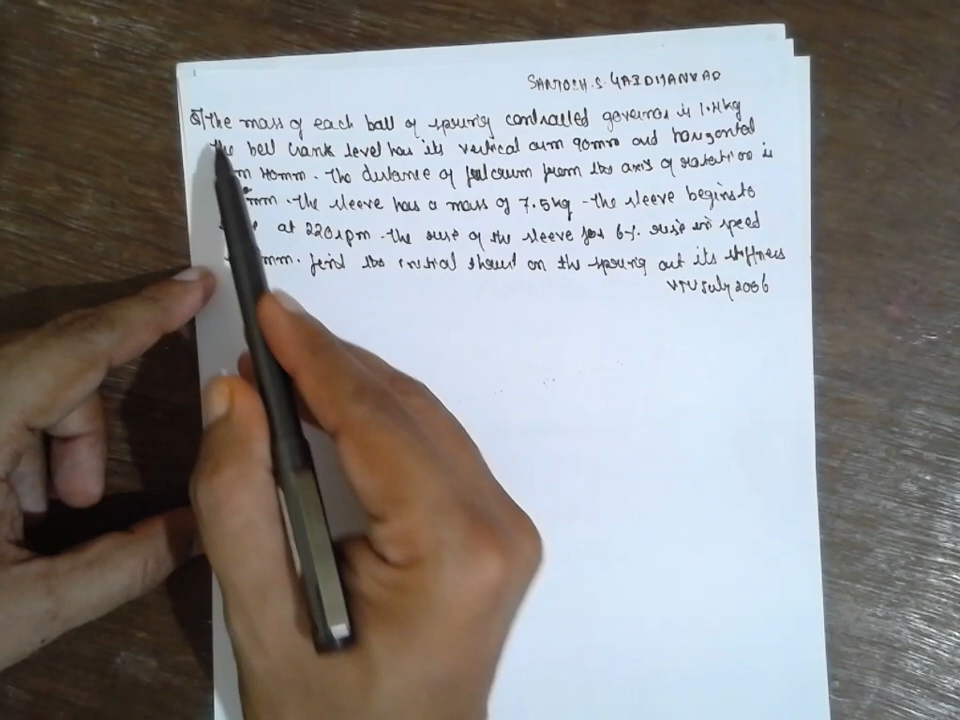 SANTOSH.S. GAIDHANKAR
Q] The mass of each ball of spring controlled governor is 1.4kg
The bell crank level has its vertical arm 90mm and horizontal
m 40mm. The distance of fulcrum from the axis of rotation is
mm. The sleeve has a mass of 7.5kg. The sleeve begins to
at 220rpm. The rise of the sleeve for 6%. rise in speed
mm. find the initial thrust on the spring and its stiffness
VTU July 2006